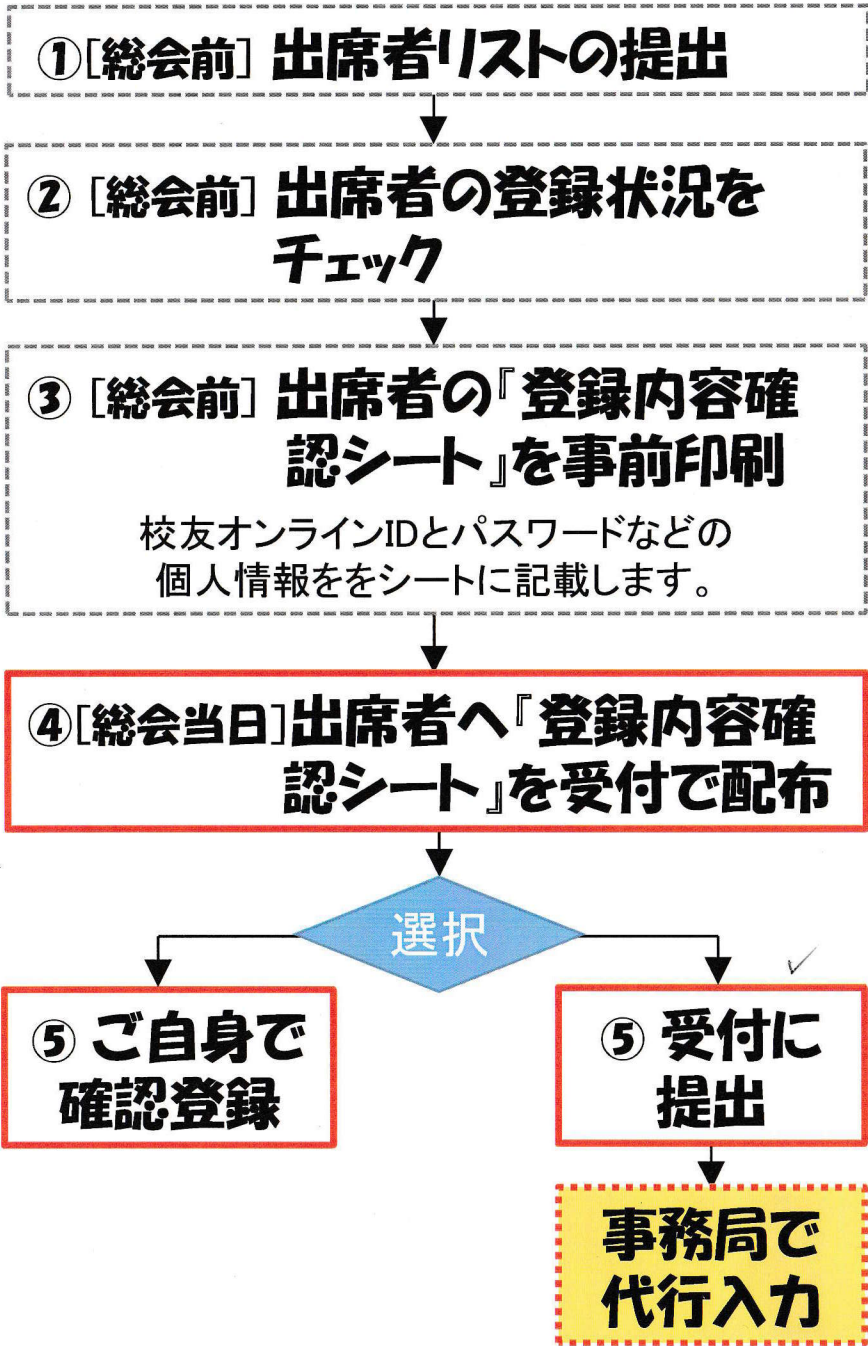 ①[総会前] 出席者リストの提出
② [総会前] 出席者の登録状況を
チェック
③ [総会前] 出席者の『登録内容確
認シート』を事前印刷
校友オンラインIDとパスワードなどの
個人情報ををシートに記載します。
④[総会当日]出席者へ『登録内容確
認シート』を受付で配布
選択
⑤ ご自身で
確認登録
⑤ 受付に
提出
事務局で
代行入力